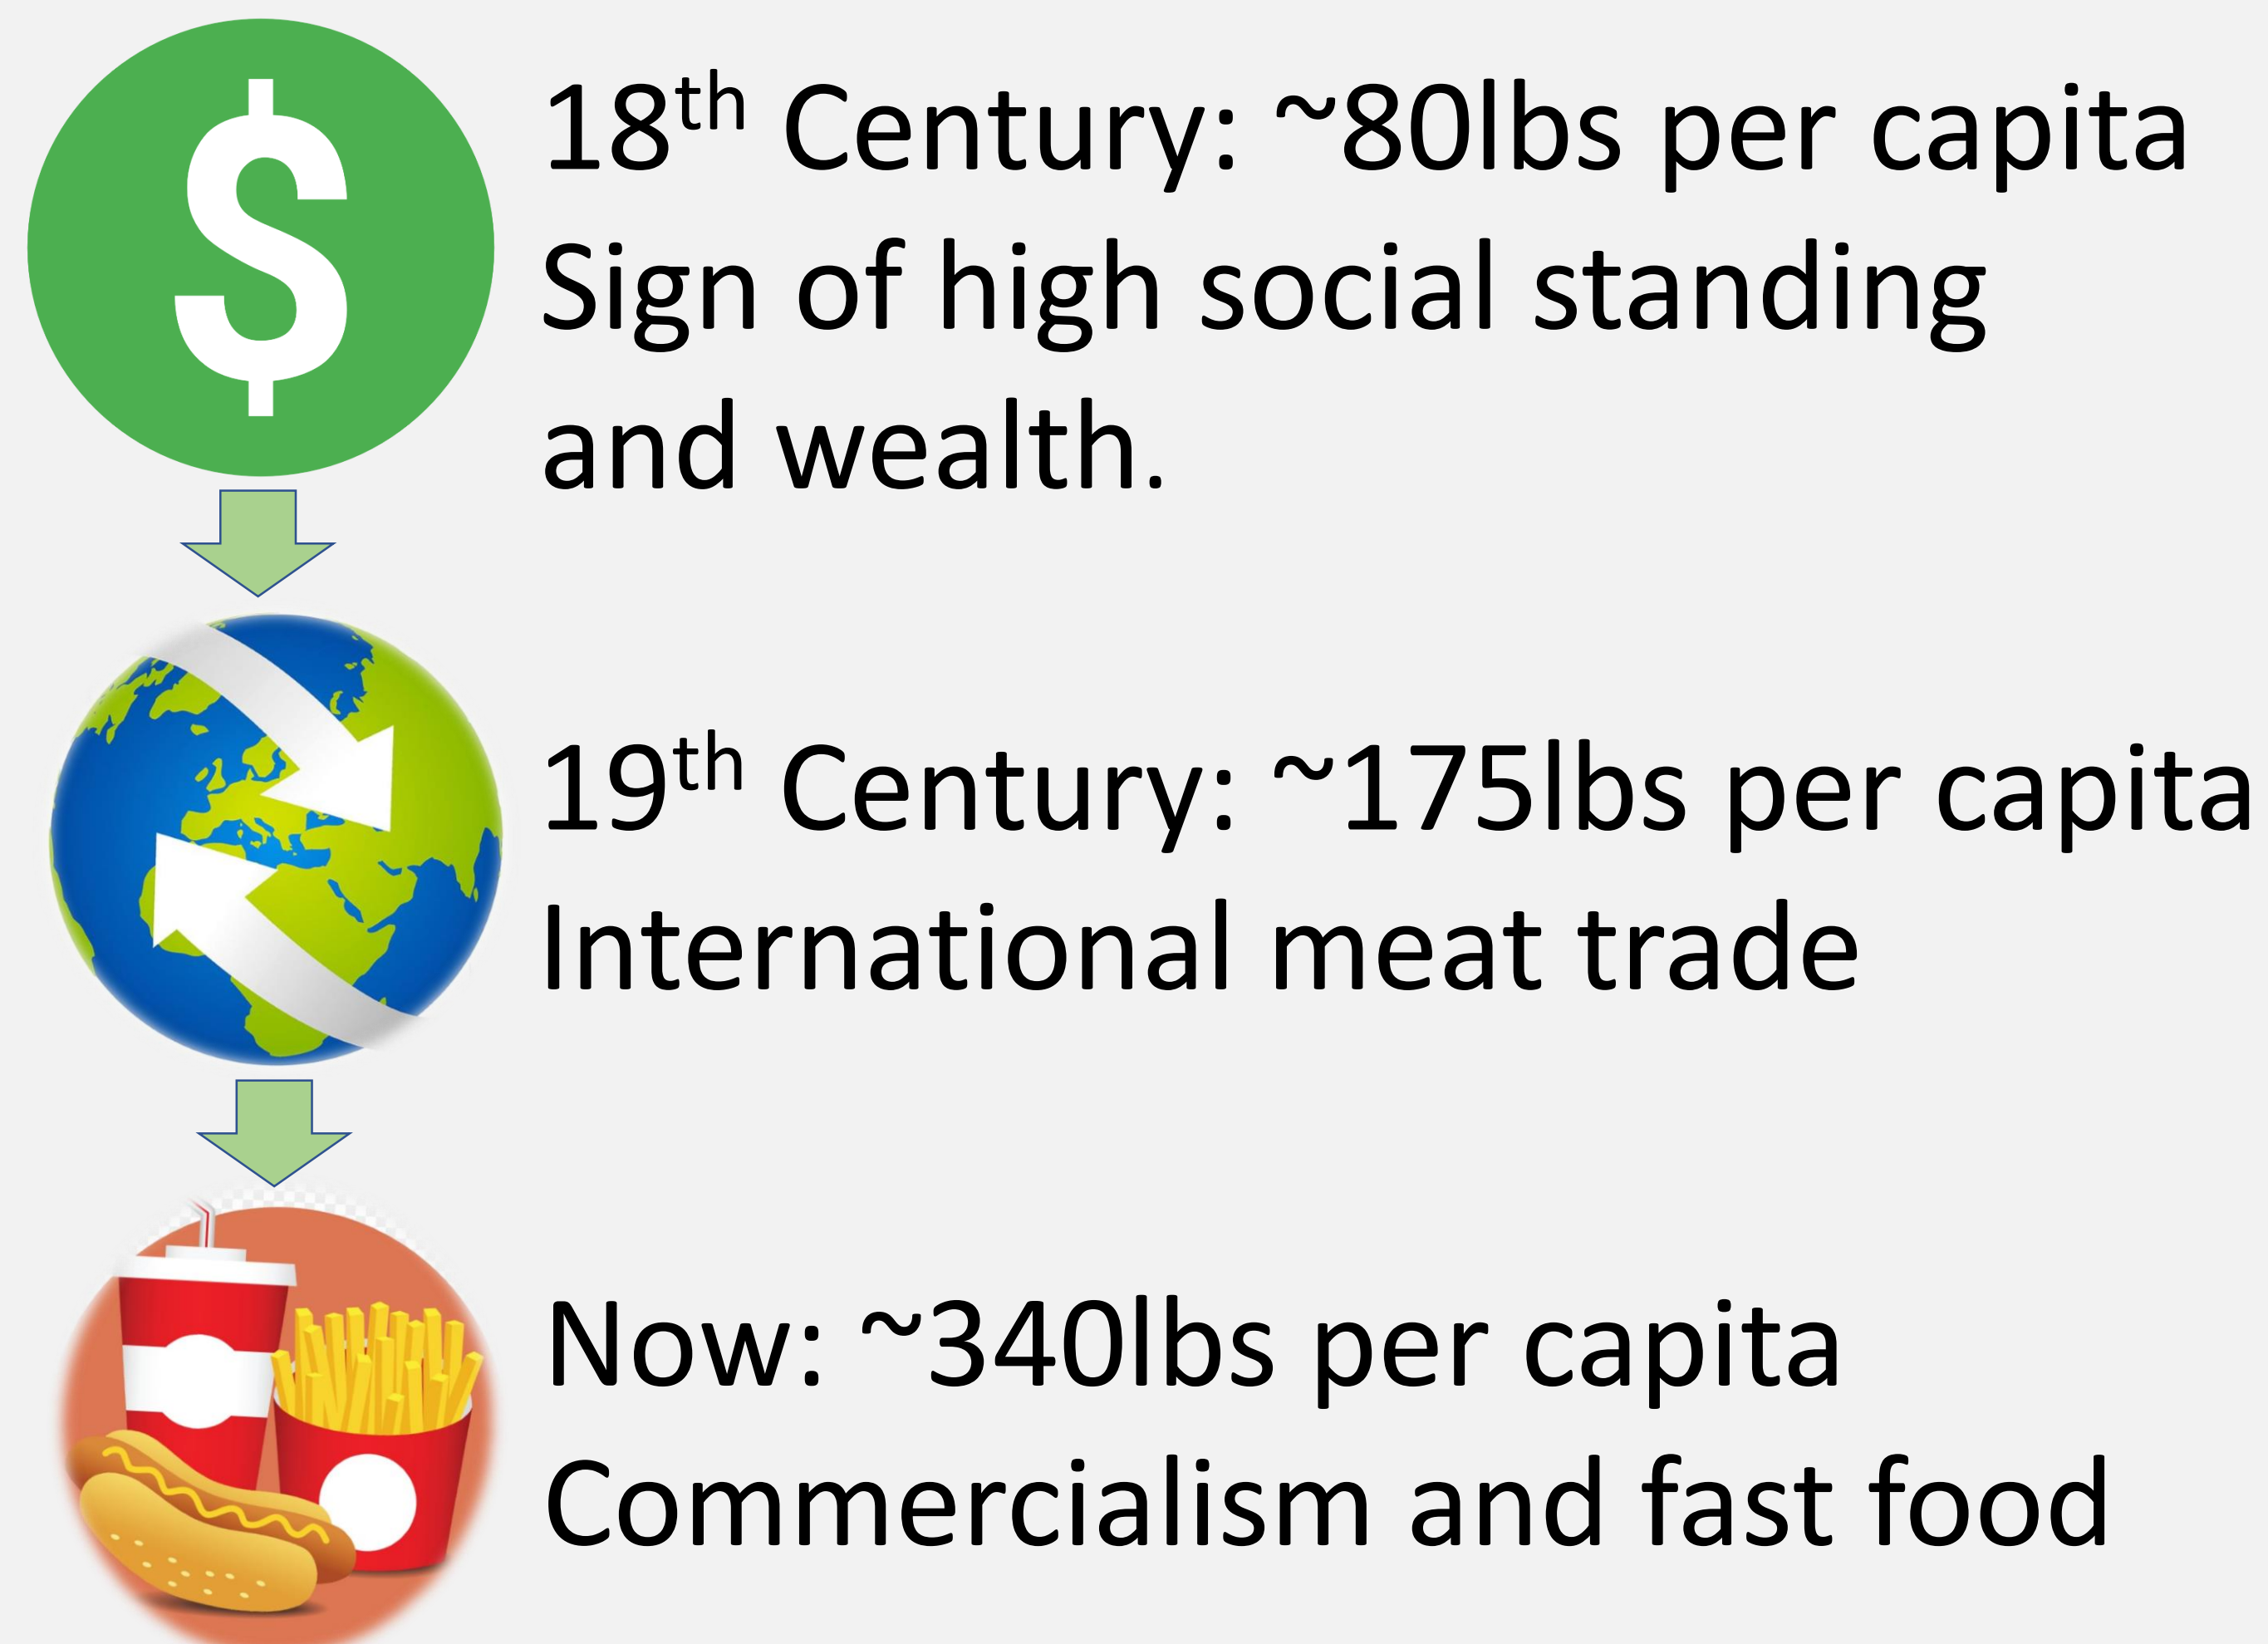 18th Century: ~80lbs per capita
Sign of high social standing
and wealth.
19th Century: ~175lbs per capita
International meat trade
Now: ~340lbs per capita
Commercialism and fast food